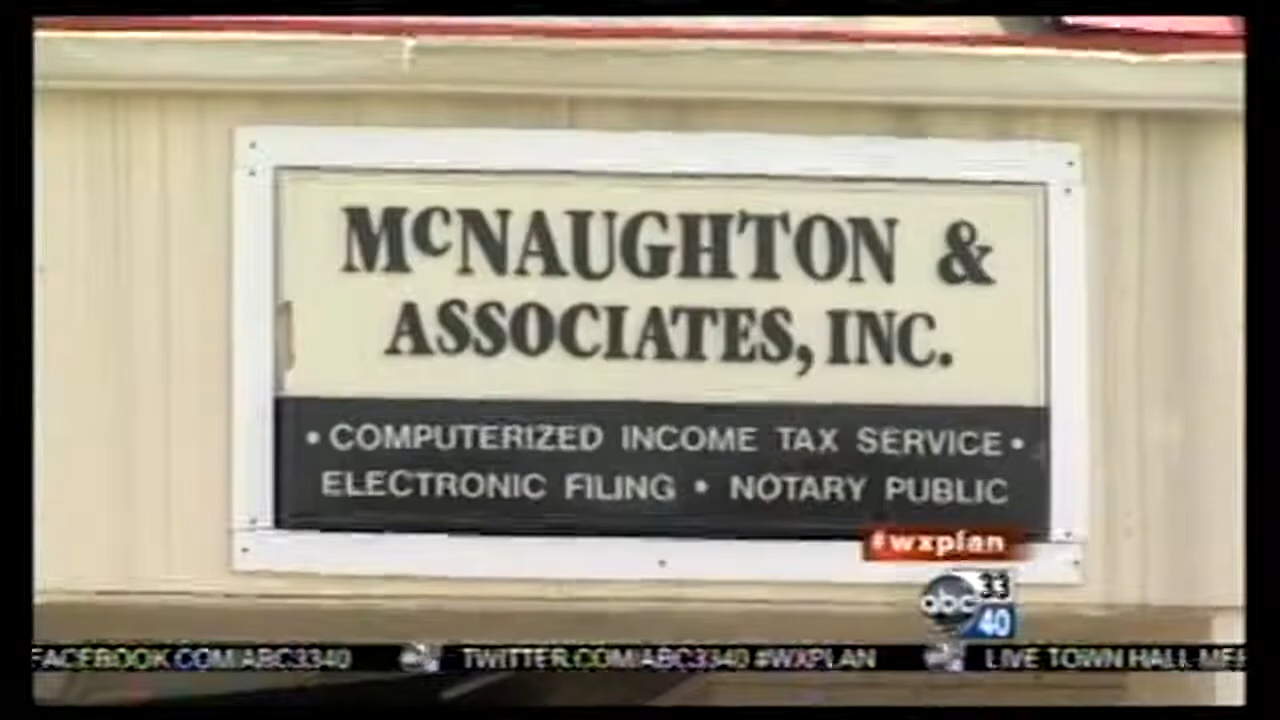 McNAUGHTON &
ASSOCIATES, INC.
• COMPUTERIZED INCOME TAX SERVICE •
ELECTRONIC FILING • NOTARY PUBLIC
#wxplan
abc 33
40
FACEBOOK.COM/ABC3340 TWITTER.COM/ABC3340 #WXPLAN LIVE TOWN HALL